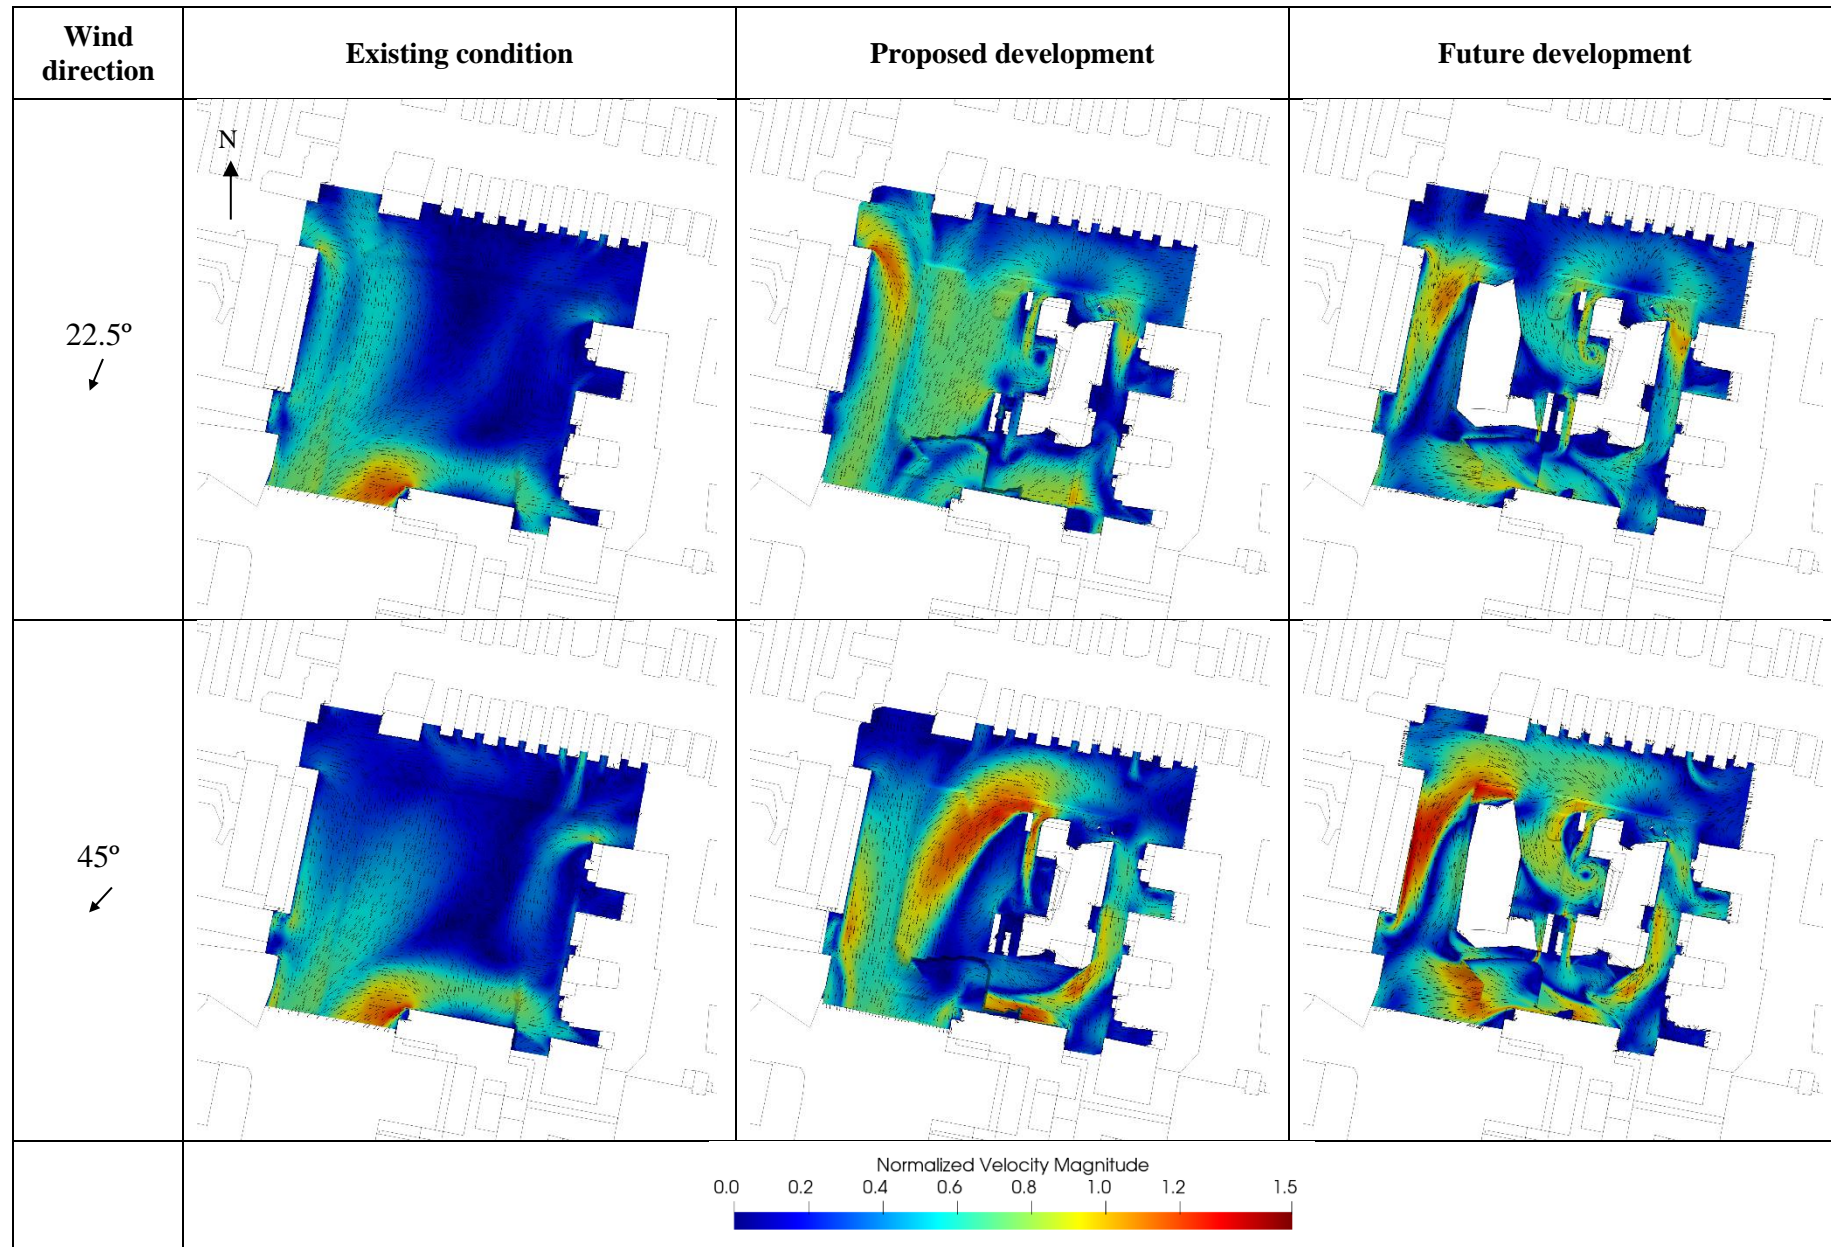 Wind direction
Existing condition
Proposed development
Future development
N
22.5º
45º
Normalized Velocity Magnitude
0.0 0.2 0.4 0.6 0.8 1.0 1.2 1.5